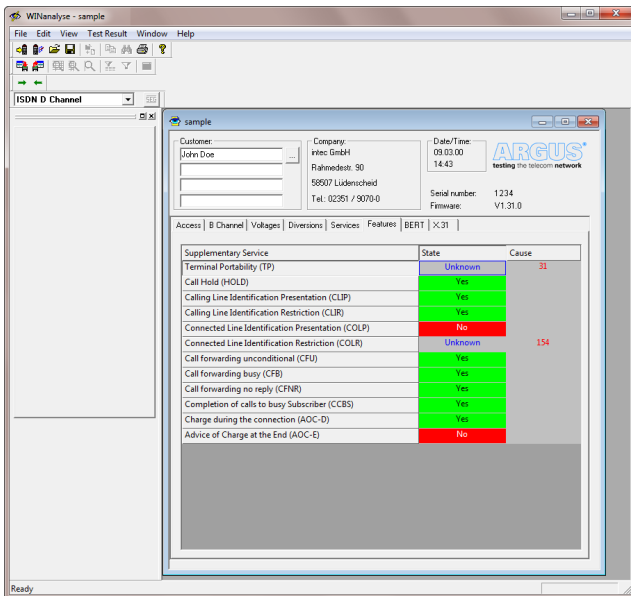 WINanalyse - sample
File Edit View Test Result Window Help
ISDN D Channel
sample
Customer:
John Doe
...
Company:
intec GmbH
Rahmedestr. 90
58507 Lüdenscheid
Tel.: 02351 / 9070-0
Date/Time:
09.03.00
14:43
ARGUS
testing the telecom network
Serial number: 1234
Firmware: V1.31.0
Access B Channel Voltages Diversions Services Features BERT X.31
Supplementary Service State Cause
Terminal Portability (TP) Unknown 31
Call Hold (HOLD) Yes
Calling Line Identification Presentation (CLIP) Yes
Calling Line Identification Restriction (CLIR) Yes
Connected Line Identification Presentation (COLP) No
Connected Line Identification Restriction (COLR) Unknown 154
Call forwarding unconditional (CFU) Yes
Call forwarding busy (CFB) Yes
Call forwarding no reply (CFNR) Yes
Completion of calls to busy Subscriber (CCBS) Yes
Charge during the connection (AOC-D) Yes
Advice of Charge at the End (AOC-E) No
Ready